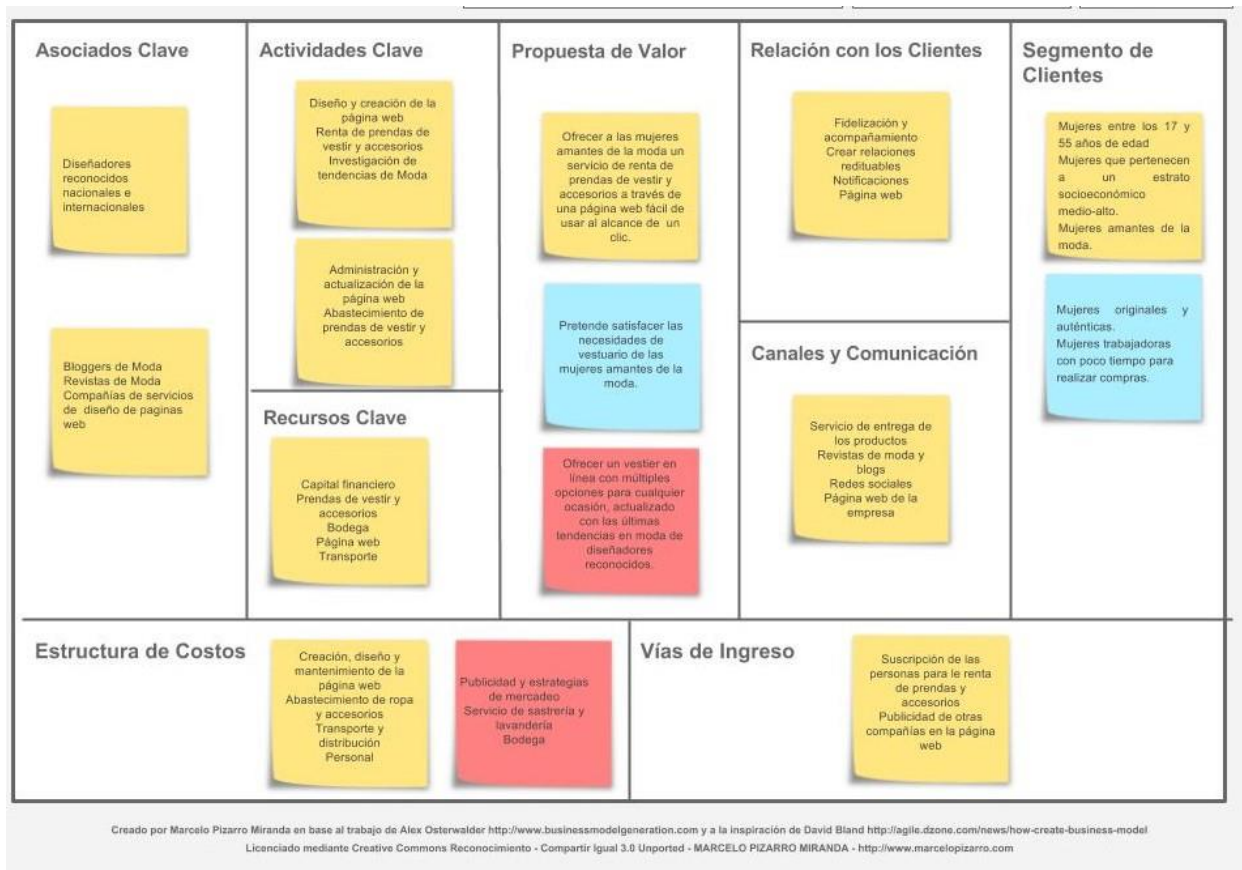 Asociados Clave
Diseñadores
reconocidos
nacionales e
internacionales
Bloggers de Moda
Revistas de Moda
Compañías de servicios
de diseño de paginas
web
Actividades Clave
Diseño y creación de la
página web
Renta de prendas de
vestir y accesorios
Investigación de
tendencias de Moda
Administración y
actualización de la
página web
Abastecimiento de
prendas de vestir y
accesorios
Recursos Clave
Capital financiero
Prendas de vestir y
accesorios
Bodega
Página web
Transporte
Propuesta de Valor
Ofrecer a las mujeres
amantes de la moda un
servicio de renta de
prendas de vestir y
accesorios a través de
una página web fácil de
usar al alcance de un
clic.
Pretende satisfacer las
necesidades de
vestuario de las
mujeres amantes de la
moda.
Ofrecer un vestier en
línea con múltiples
opciones para cualquier
ocasión, actualizado
con las últimas
tendencias en moda de
diseñadores
reconocidos.
Relación con los Clientes
Fidelización y
acompañamiento
Crear relaciones
redituables
Notificaciones
Página web
Canales y Comunicación
Servicio de entrega de
los productos
Revistas de moda y
blogs
Redes sociales
Página web de la
empresa
Segmento de
Clientes
Mujeres entre los 17 y
55 años de edad
Mujeres que pertenecen
a un estrato
socioeconómico
medio-alto.
Mujeres amantes de la
moda.
Mujeres originales y
auténticas.
Mujeres trabajadoras
con poco tiempo para
realizar compras.
Estructura de Costos
Creación, diseño y
mantenimiento de la
página web
Abastecimiento de ropa
y accesorios
Transporte y
distribución
Personal
Publicidad y estrategias
de mercadeo
Servicio de sastrería y
lavandería
Bodega
Vías de Ingreso
Suscripción de las
personas para le renta
de prendas y
accesorios
Publicidad de otras
compañías en la página
web
Creado por Marcelo Pizarro Miranda en base al trabajo de Alex Osterwalder http://www.businessmodelgeneration.com y a la inspiración de David Bland http://agile.dzone.com/news/how-create-business-model
Licenciado mediante Creative Commons Reconocimiento - Compartir Igual 3.0 Unported - MARCELO PIZARRO MIRANDA - http://www.marcelopizarro.com